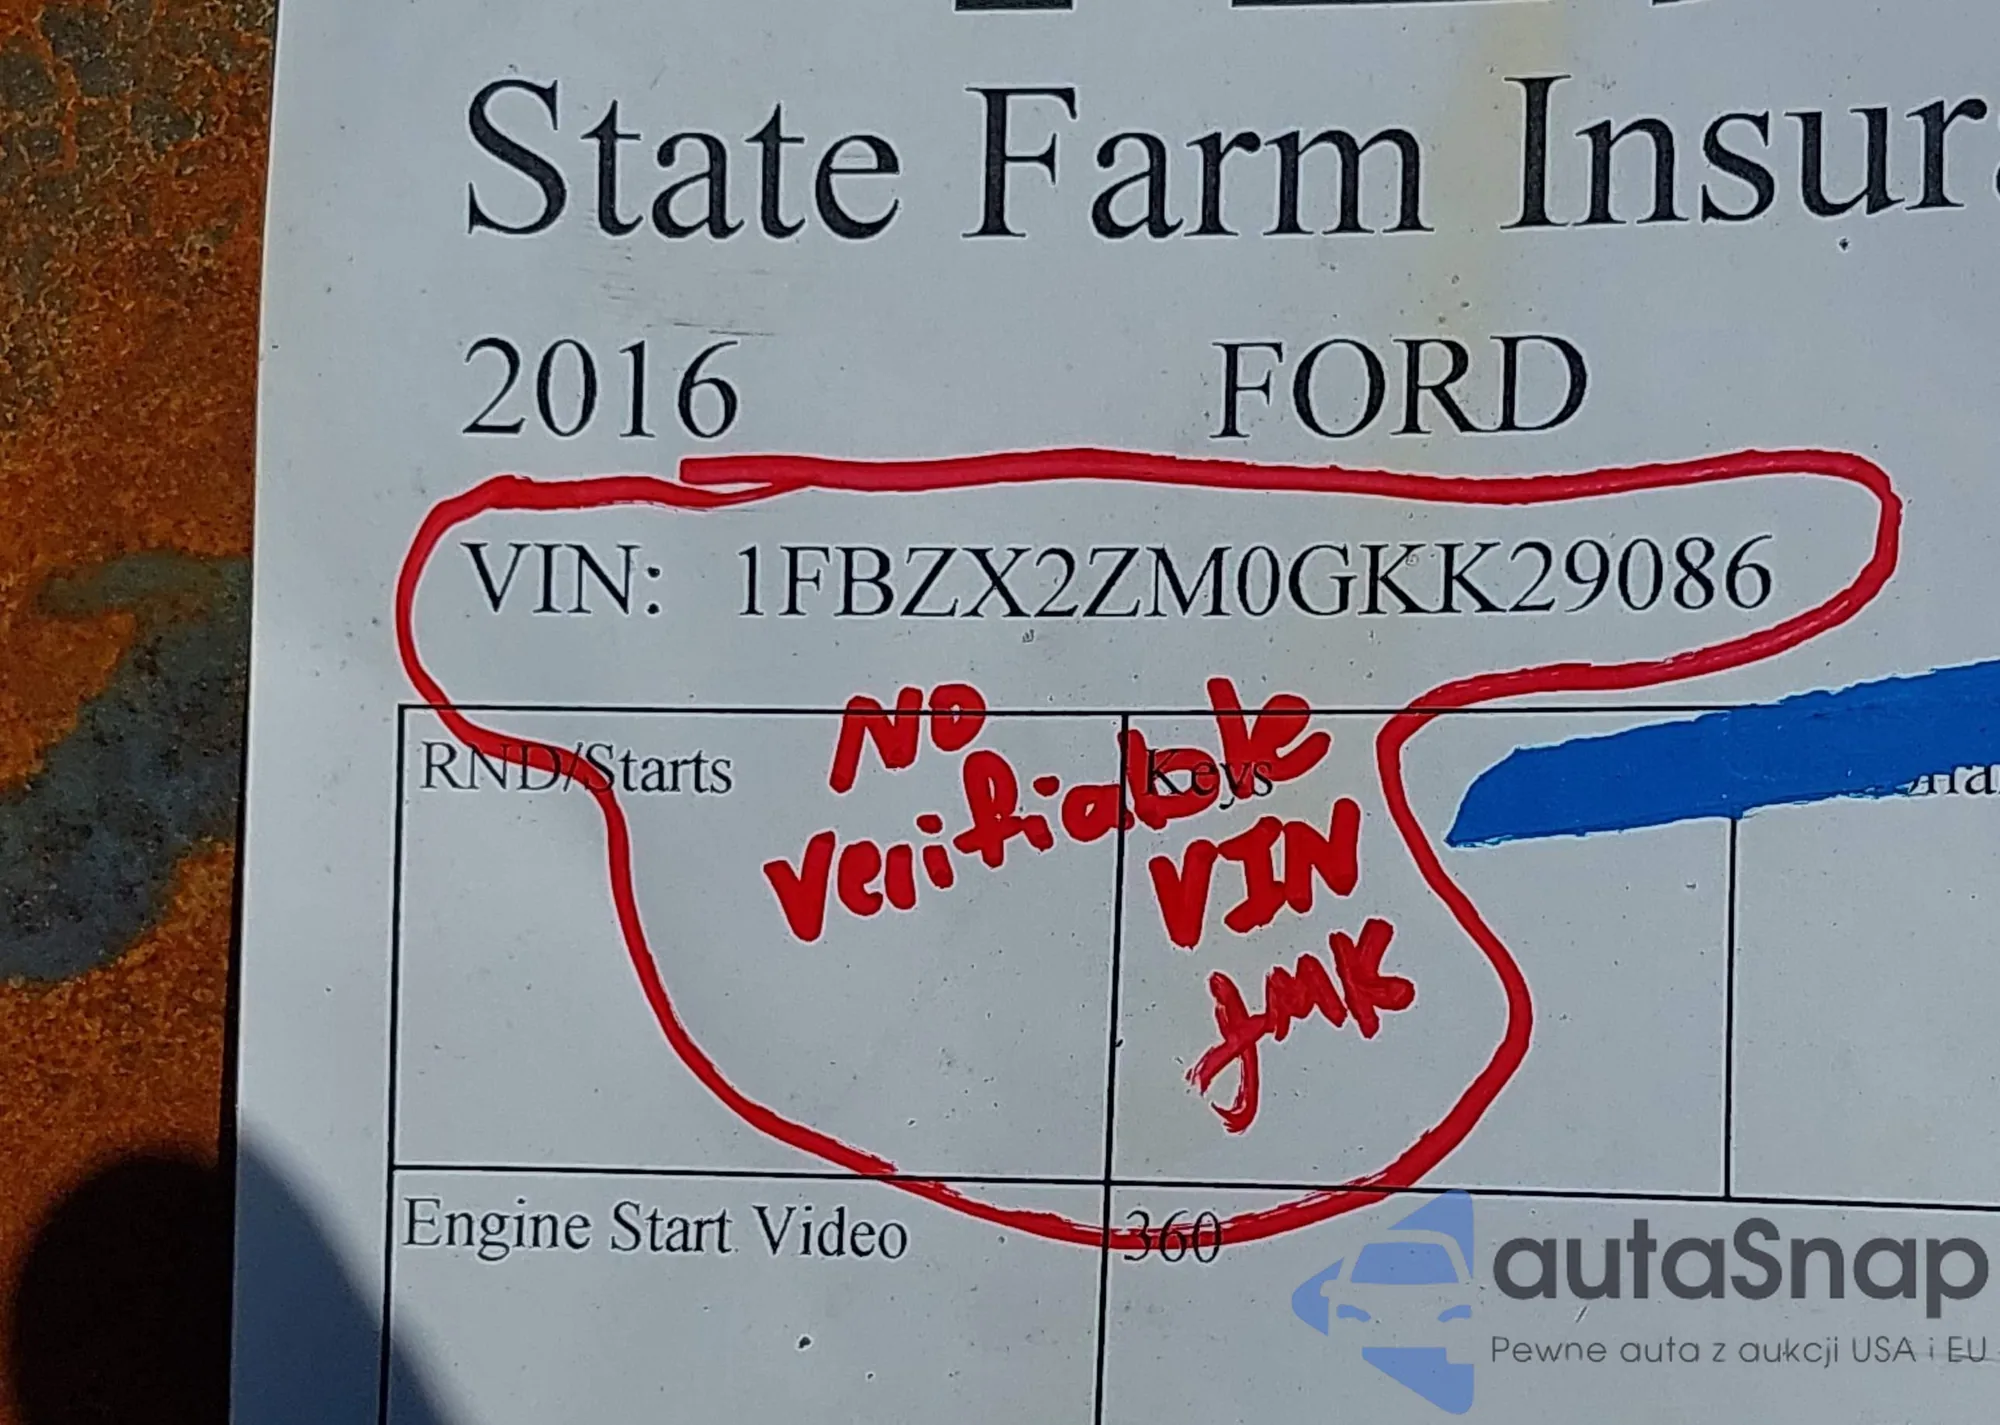 State Farm Insur
2016 FORD
VIN: 1FBZX2ZM0GKK29086
RND/Starts
Keys
No
verifiable
VIN
JMK
Engine Start Video
360
autaSnap
Pewne auta z aukcji USA i EU